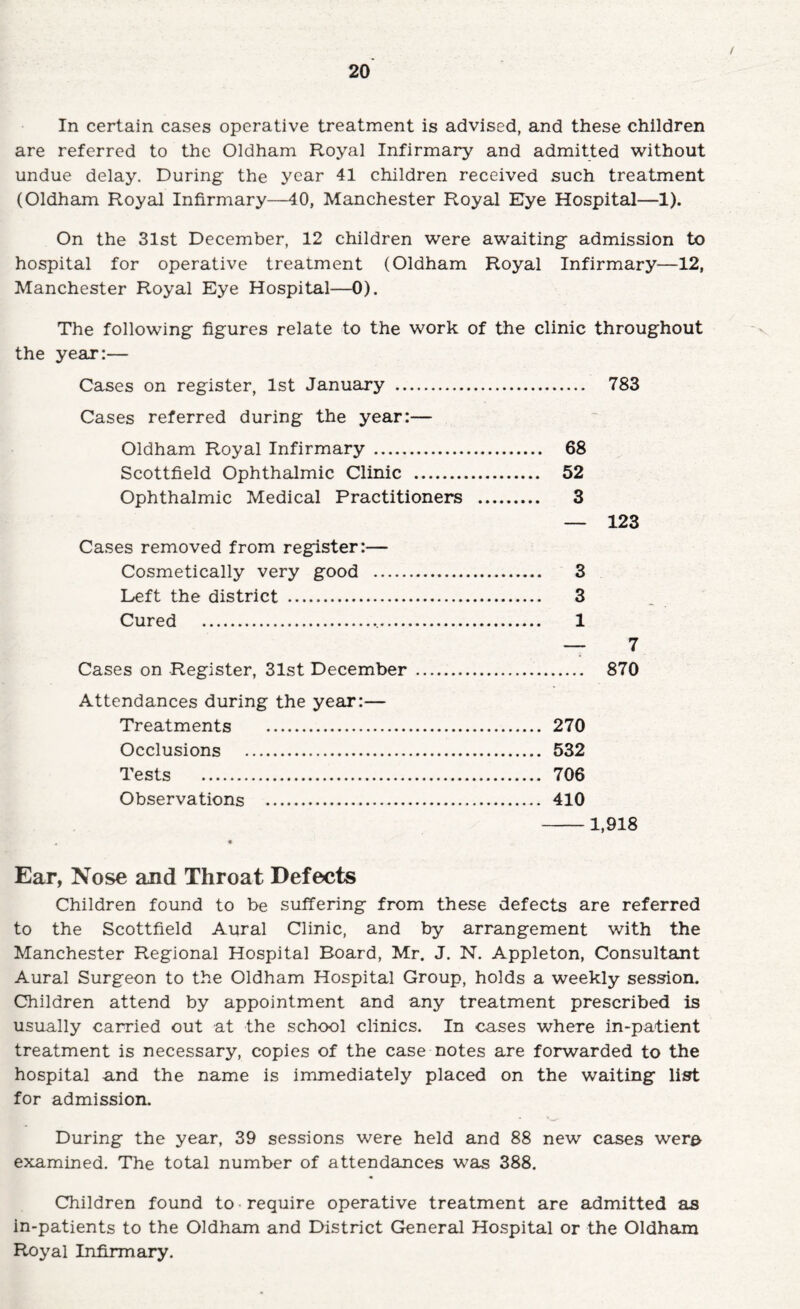 20
In certain cases operative treatment is advised, and these children
are referred to the Oldham Royal Infirmary and admitted without
undue delay. During the year 41 children received such treatment
(Oldham Royal Infirmary—40, Manchester Royal Eye Hospital—1).
On the 31st December, 12 children were awaiting admission to
hospital for operative treatment (Oldham Royal Infirmary—12,
Manchester Royal Eye Hospital—0).
The following figures relate to the work of the clinic throughout
the year:—
Cases on register, 1st January ........ 783
Cases referred during the year:—
Oldham Royal Infirmary ........ 68
Scottfield Ophthalmic Clinic ........ 52
Ophthalmic Medical Practitioners ........ 3
— 123
Cases removed from register:—
Cosmetically very good ........ 3
Left the district ........ 3
Cured ........ 1
— 7
Cases on Register, 31st December ........ 870
Attendances during the year:—
Treatments ........ 270
Occlusions ........ 532
Tests ........ 706
Observations ........ 410
—— 1,918
Ear, Nose and Throat Defects
Children found to be suffering from these defects are referred
to the Scottfield Aural Clinic, and by arrangement with the
Manchester Regional Hospital Board, Mr. J. N. Appleton, Consultant
Aural Surgeon to the Oldham Hospital Group, holds a weekly session.
Children attend by appointment and any treatment prescribed is
usually carried out at the school clinics. In cases where in-patient
treatment is necessary, copies of the case notes are forwarded to the
hospital and the name is immediately placed on the waiting list
for admission.
During the year, 39 sessions were held and 88 new cases were
examined. The total number of attendances was 388.
Children found to require operative treatment are admitted as
in-patients to the Oldham and District General Hospital or the Oldham
Royal Infirmary.